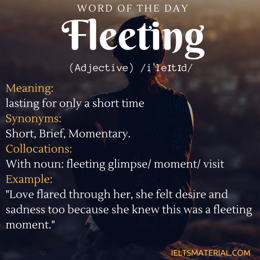 WORD OF THE DAY
Fleeting
(Adjective) /ˈfliːtɪŋ/
Meaning:
lasting for only a short time
Synonyms:
Short, Brief, Momentary.
Collocations:
With noun: fleeting glimpse/ moment/ visit
Example:
"Love flared through her, she felt desire and
sadness too because she knew this was a fleeting
moment."
IELTSMATERIAL.COM